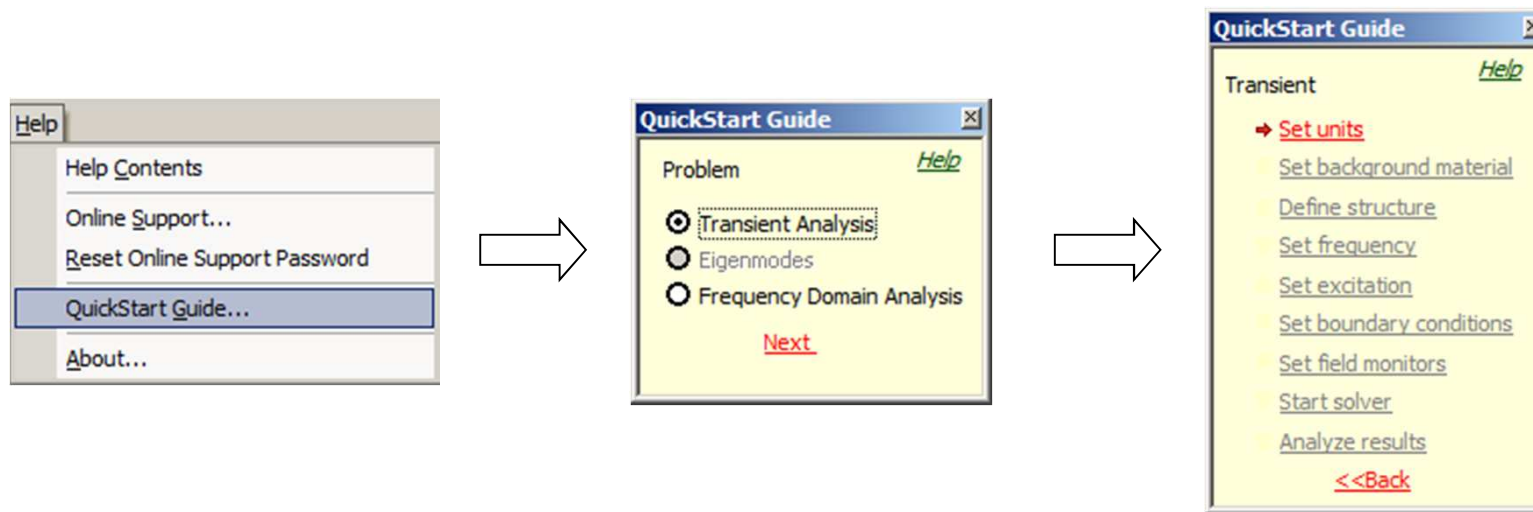 Help
Help Contents
Online Support...
Reset Online Support Password
QuickStart Guide...
About...
QuickStart Guide
Problem
Help
Transient Analysis
Eigenmodes
Frequency Domain Analysis
Next
QuickStart Guide
Help
Transient
Set units
Set background material
Define structure
Set frequency
Set excitation
Set boundary conditions
Set field monitors
Start solver
Analyze results
<<Back